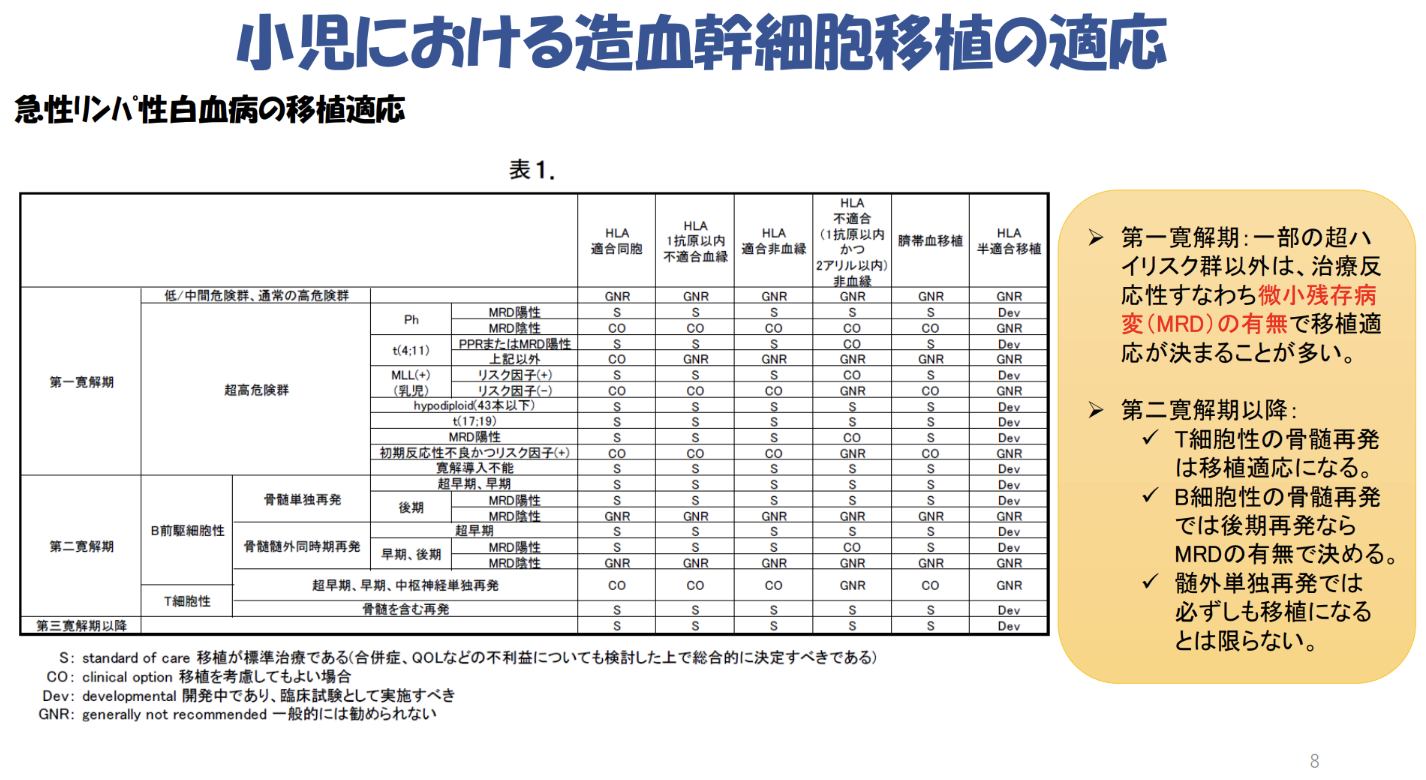 小児における造血幹細胞移植の適応
急性ﾘﾝﾊﾟ性白血病の移植適応
表1.
HLA 適合同胞 HLA 1抗原以内 不適合血縁 HLA 適合非血縁 HLA 不適合 (1抗原以内 かつ 2アリル以内) 非血縁 臍帯血移植 HLA 半適合移植
第一寛解期 低/中間危険群、通常の高危険群 GNR GNR GNR GNR GNR GNR
超高危険群 Ph MRD陽性 S S S S S Dev
MRD陰性 CO CO CO CO CO GNR
t(4;11) PPRまたはMRD陽性 S S S CO S Dev
上記以外 CO GNR GNR GNR GNR GNR
MLL(+) (乳児) リスク因子(+) S S S CO S Dev
リスク因子(-) CO CO CO GNR CO GNR
hypodiploid(43本以下) S S S S S Dev
t(17;19) S S S S S Dev
MRD陽性 S S S CO S Dev
初期反応性不良かつリスク因子(+) CO CO CO GNR CO GNR
寛解導入不能 S S S S S Dev
第二寛解期 B前駆細胞性 骨髄単独再発 超早期、早期 S S S S S Dev
後期 MRD陽性 S S S S S Dev
MRD陰性 GNR GNR GNR GNR GNR GNR
骨髄髄外同時期再発 超早期 S S S S S Dev
早期、後期 MRD陽性 S S S CO S Dev
MRD陰性 GNR GNR GNR GNR GNR GNR
超早期、早期、中枢神経単独再発 CO CO CO GNR CO GNR
T細胞性 骨髄を含む再発 S S S S S Dev
第三寛解期以降 S S S S S Dev
S: standard of care 移植が標準治療である(合併症、QOLなどの不利益についても検討した上で総合的に決定すべきである)
CO: clinical option 移植を考慮してもよい場合
Dev: developmental 開発中であり、臨床試験として実施すべき
GNR: generally not recommended 一般的には勧められない
➢ 第一寛解期：一部の超ハ
イリスク群以外は、治療反
応性すなわち微小残存病
変（MRD）の有無で移植適
応が決まることが多い。
➢ 第二寛解期以降：
✓ T細胞性の骨髄再発
は移植適応になる。
✓ B細胞性の骨髄再発
では後期再発なら
MRDの有無で決める。
✓ 髄外単独再発では
必ずしも移植になる
とは限らない。
8